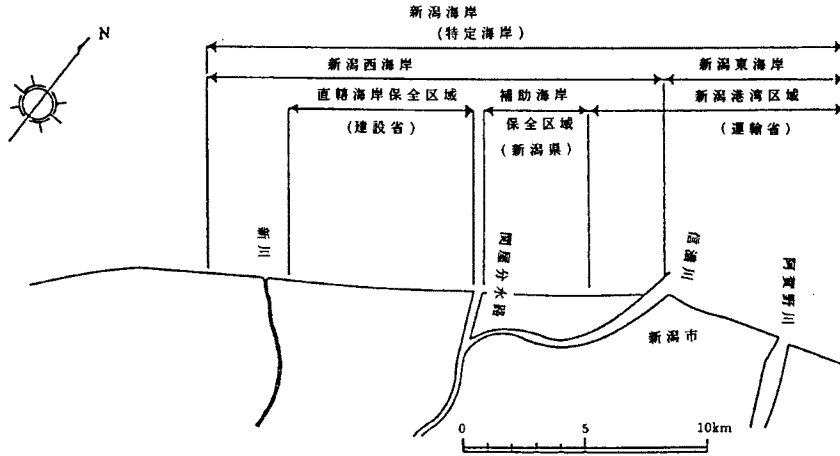 新潟海岸
(特定海岸)
N
新潟西海岸
新潟東海岸
直轄海岸保全区域
(建設省)
補助海岸
保全区域
(新潟県)
新潟港湾区域
(運輸省)
新川
関屋分水路
信濃川
阿賀野川
新潟市
0 5 10km